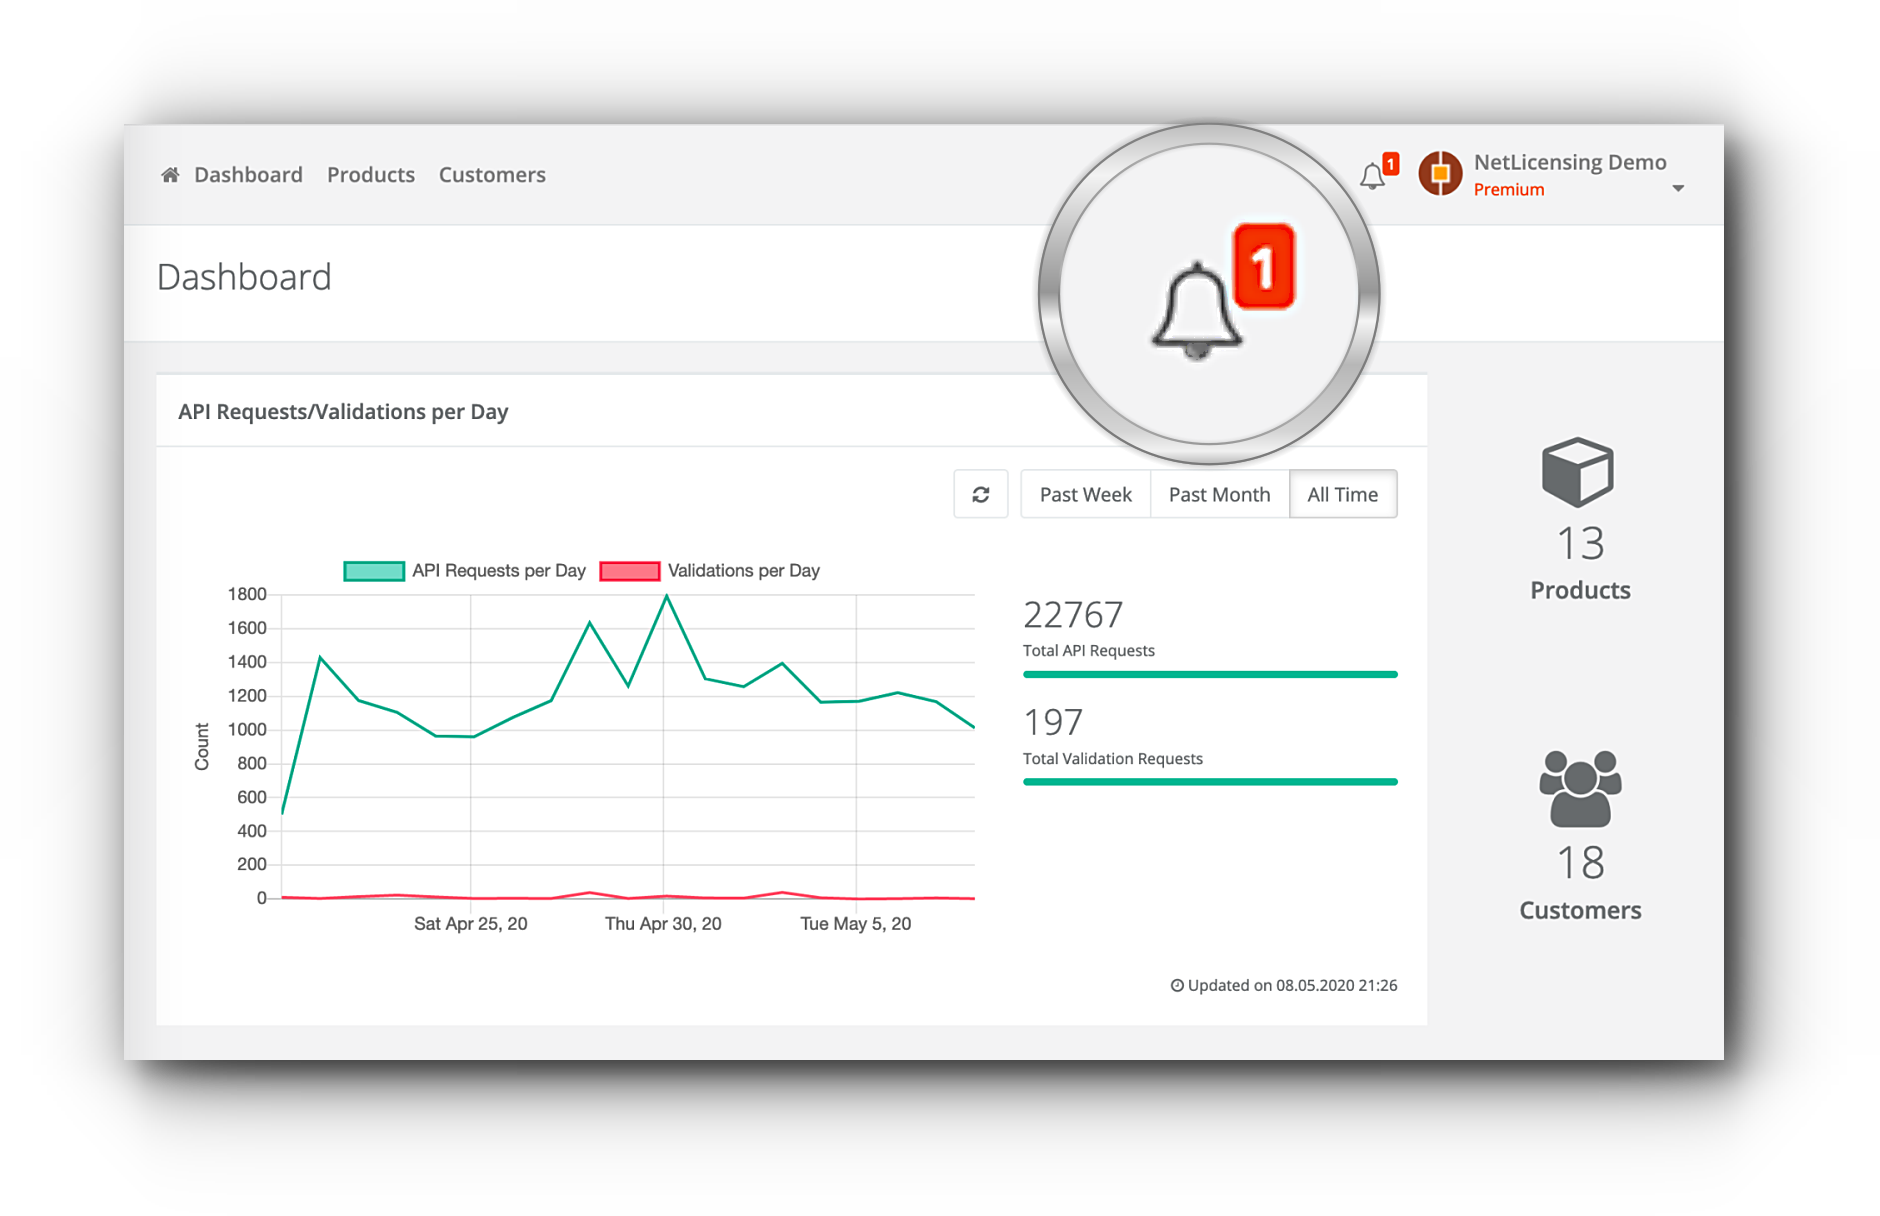 Dashboard Products Customers
1
NetLicensing Demo
Premium
1
Dashboard
API Requests/Validations per Day
Past Week Past Month All Time
API Requests per Day Validations per Day
1800
1600
1400
1200
1000
800
600
400
200
0
Count
Sat Apr 25, 20 Thu Apr 30, 20 Tue May 5, 20
22767
Total API Requests
197
Total Validation Requests
Updated on 08.05.2020 21:26
13
Products
18
Customers